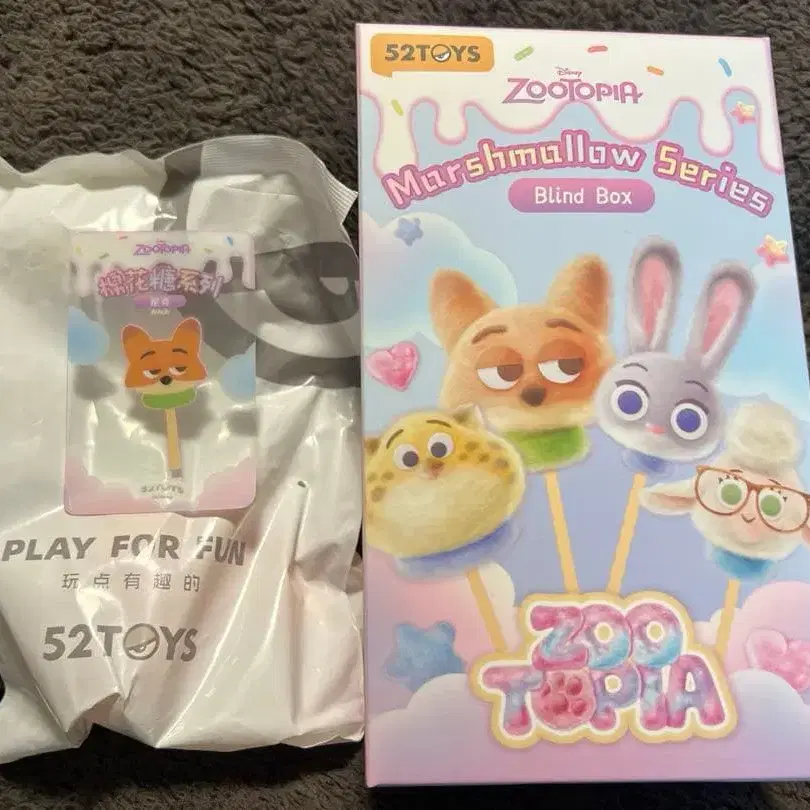 ZOOTOPIA
棉花糖系列
Nick
52TOYS
PLAY FOR FUN
玩点有趣的
52TOYS
52TOYS
Disney
ZOOTOPIA
Marshmallow Series
Blind Box
ZOO
TOPIA